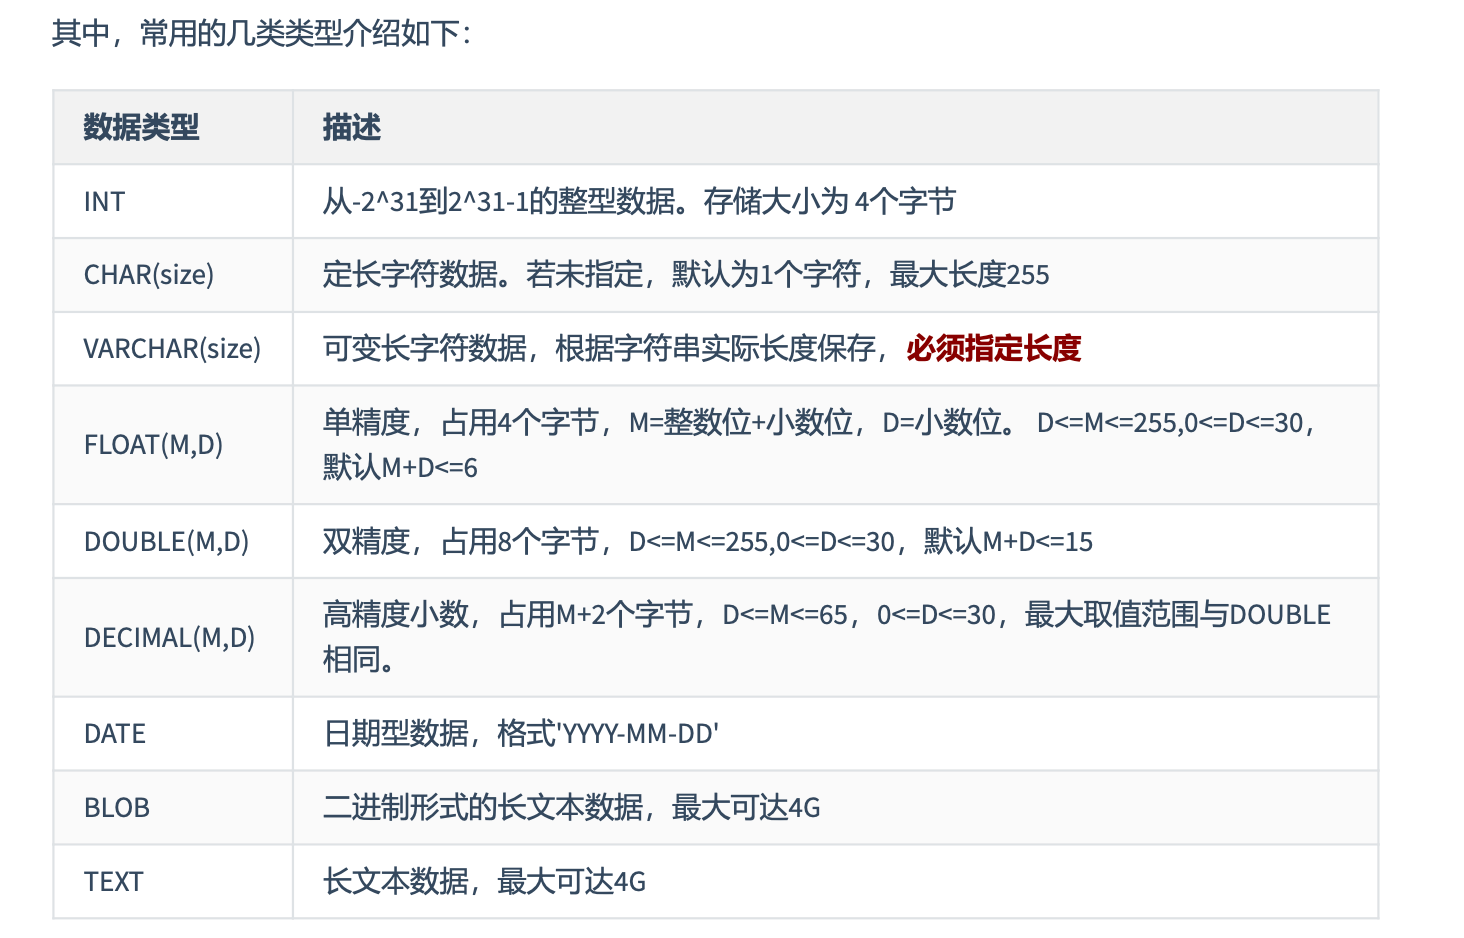 其中，常用的几类类型介绍如下：
数据类型 描述
INT 从-2^31到2^31-1的整型数据。存储大小为 4个字节
CHAR(size) 定长字符数据。若未指定，默认为1个字符，最大长度255
VARCHAR(size) 可变长字符数据，根据字符串实际长度保存，必须指定长度
FLOAT(M,D) 单精度，占用4个字节，M=整数位+小数位，D=小数位。 D<=M<=255,0<=D<=30，
默认M+D<=6
DOUBLE(M,D) 双精度，占用8个字节，D<=M<=255,0<=D<=30，默认M+D<=15
DECIMAL(M,D) 高精度小数，占用M+2个字节，D<=M<=65，0<=D<=30，最大取值范围与DOUBLE
相同。
DATE 日期型数据，格式'YYYY-MM-DD'
BLOB 二进制形式的长文本数据，最大可达4G
TEXT 长文本数据，最大可达4G